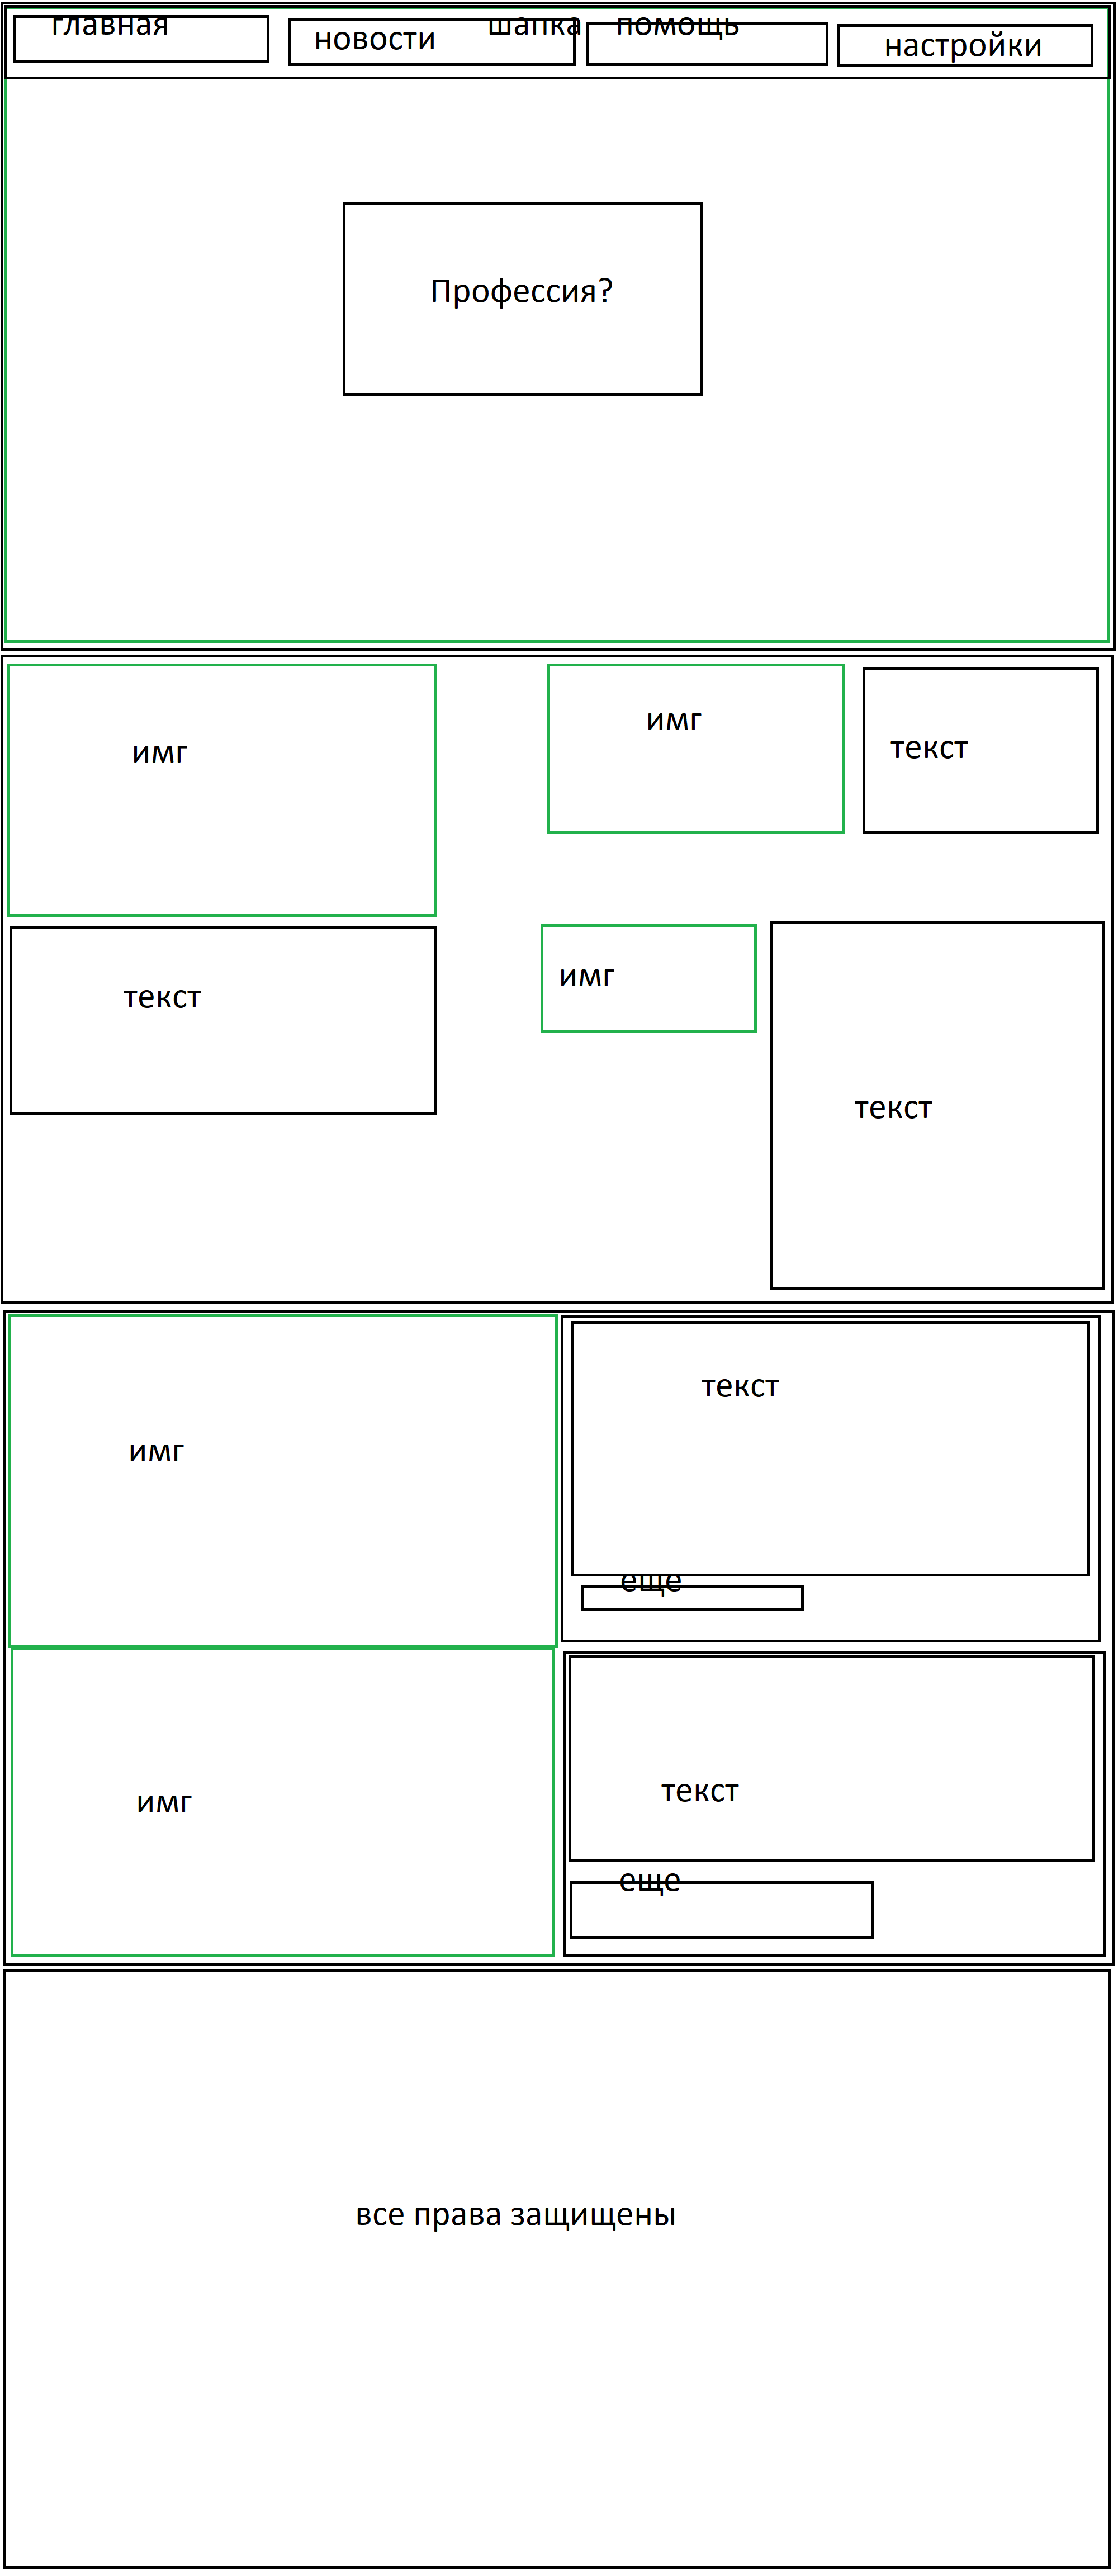 главная
новости
шапка
помощь
настройки
Профессия?
имг
имг
текст
текст
имг
текст
имг
текст
еще
имг
текст
еще
все права защищены